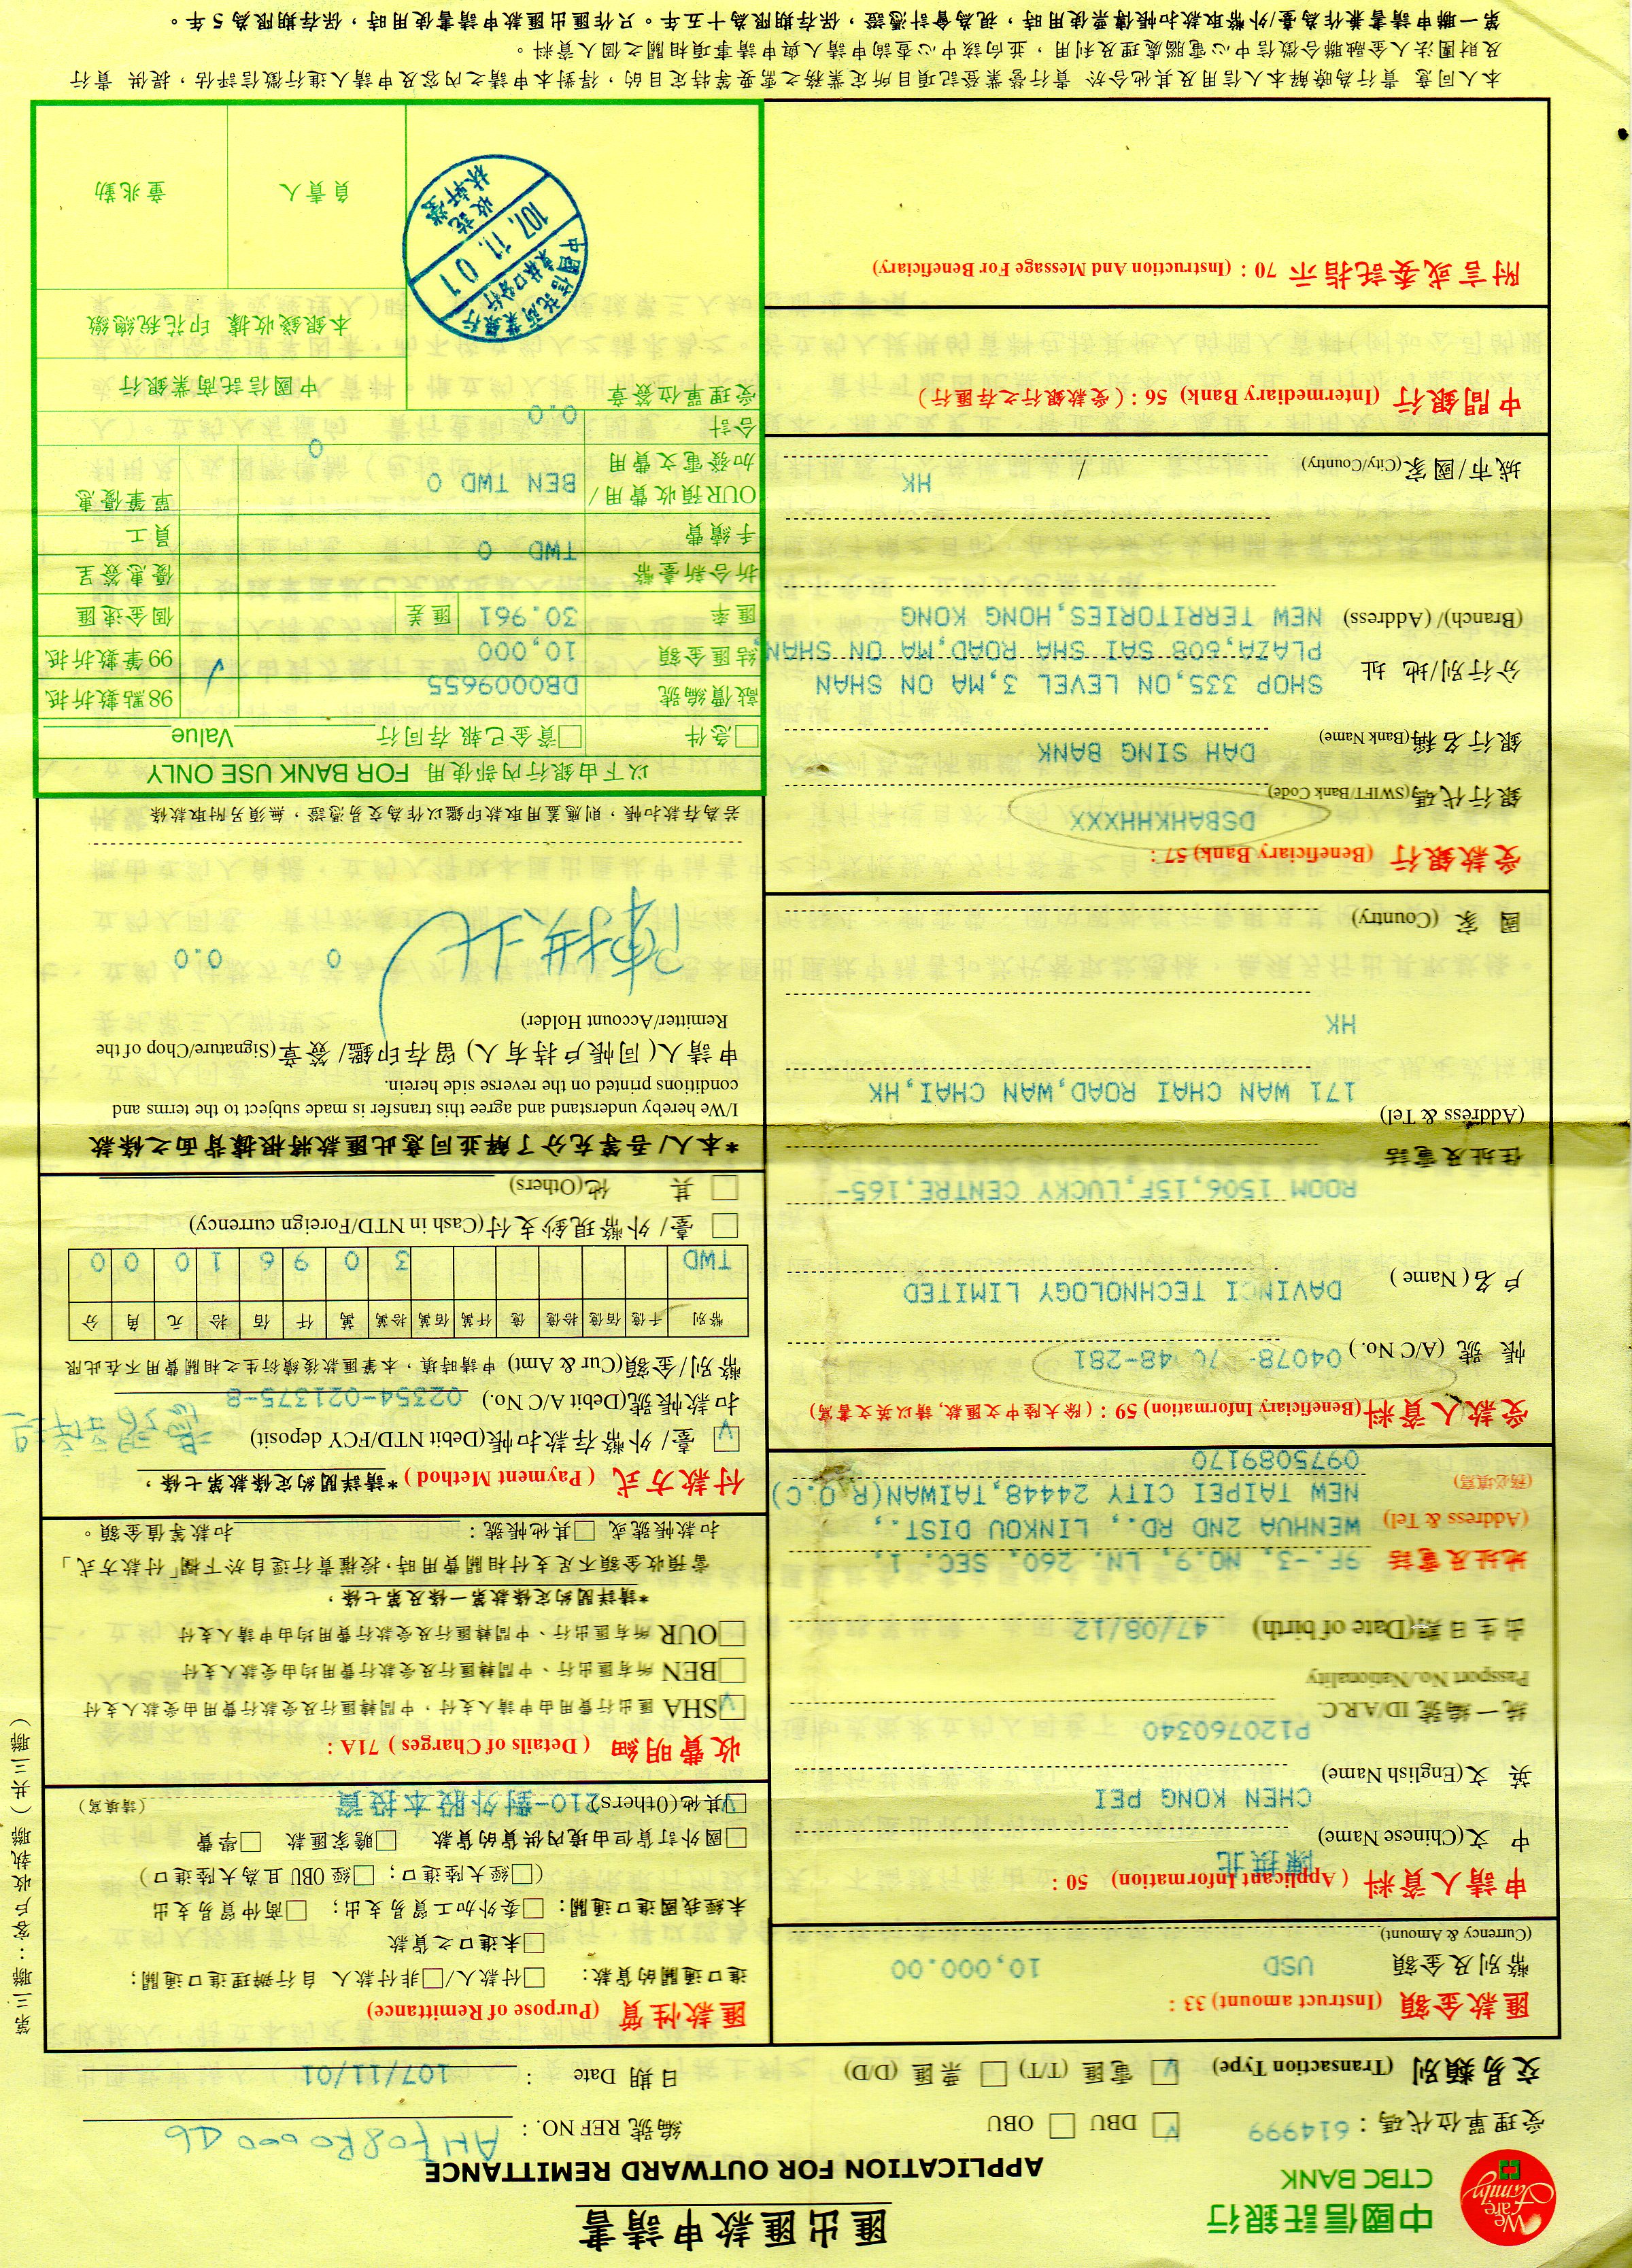 We are Family
中國信託銀行
CTBC BANK
匯出匯款申請書
APPLICATION FOR OUTWARD REMITTANCE
受理單位代碼：614999 V DBU OBU
編號 REF NO.：
交易類別 (Transaction Type) V 電匯 (T/T) 票匯 (D/D)
日期 Date ： 107/11/01
第三聯：客戶收執聯（共三聯）
匯款金額 (Instruct amount) 33：
幣別及金額 USD 10,000.00
(Currency & Amount)
申請人資料 ( Applicant Information) 50：
陳拱北
中 文(Chinese Name)
CHEN KONG PEI
英 文(English Name)
P120760340
統一編號 ID/A.R.C.
Passport No./Nationality
出生日期(Date of birth) 47/08/12
地址及電話 9F.-3, NO.9, LN. 260, SEC. 1,
(Address & Tel) WENHUA 2ND RD., LINKOU DIST.,
(務必填寫) NEW TAIPEI CITY 24448,TAIWAN(R.O.C)
0975089170
受款人資料(Beneficiary Information) 59：(除大陸中文匯款,請以英文書寫)
帳 號 (A/C No.) 04078- 70 48-281
戶名( Name ) DAVINCI TECHNOLOGY LIMITED
ROOM 1506,15F,LUCKY CENTRE,165-
住址及電話
(Address & Tel)
171 WAN CHAI ROAD,WAN CHAI,HK
HK
國 家 (Country)
受款銀行 (Beneficiary Bank) 57：
DSBAHKHHXXX
銀行代碼(SWIFT/Bank Code)
銀行名稱(Bank Name) DAH SING BANK
SHOP 335,ON LEVEL 3,MA ON SHAN
分行別/地 址
PLAZA,608 SAI SHA ROAD,MA ON SHAN,
(Branch)/ (Address) NEW TERRITORIES,HONG KONG
城市/國家(City/Country) / HK
中間銀行 (Intermediary Bank) 56：(受款銀行之存匯行)
附言或委託指示 70：(Instruction And Message For Beneficiary)
匯款性質 (Purpose of Remittance)
進口通關的貨款： 付款人/ 非付款人 自行辦理進口通關；
未進口之貨款
未經我國進口通關： 委外加工貿易支出； 商仲貿易支出
( 經大陸進口； 經 OBU 且為大陸進口)
國外訂貨但由境內供貨的貨款 贍家匯款 學費
V 其他(Others) 210-對外股本投資 (請填寫)
收費明細 ( Details of Charges ) 71A：
V SHA 匯出行費用由申請人支付，中間轉匯行及受款行費用由受款人支付
BEN 所有匯出行、中間轉匯行及受款行費用均由受款人支付
OUR 所有匯出行、中間轉匯行及受款行費用均由申請人支付
*請詳閱約定條款第一條及第七條，
當預收金額不足支付相關費用時,授權貴行逕自於下欄「付款方式」
扣款帳號或 其他帳號： 扣款等值金額。
付款方式 ( Payment Method ) *請詳閱約定條款第七條，
V 臺/外幣存款扣帳(Debit NTD/FCY deposit)
扣款帳號(Debit A/C No.) 02354-021375-8
幣別/金額(Cur & Amt) 申請時填，本筆匯款後續衍生之相關費用不在此限
幣別 千億 佰億 拾億 億 仟萬 佰萬 拾萬 萬 仟 佰 拾 元 角 分
TWD 3 0 9 6 1 0 0 0
臺/外幣現鈔支付(Cash in NTD/Foreign currency)
其 他(Others)
*本人/吾等充分了解並同意此匯款將根據背面之條款
I/We hereby understand and agree this transfer is made subject to the terms and
conditions printed on the reverse side herein.
申請人(同帳戶持有人)留存印鑑/簽章(Signature/Chop of the
Remitter/Account Holder)
陳拱北 0 0.0
若為存款扣帳，則應蓋用取款印鑑以作為交易憑證，無須另附取款條
以下由銀行內部使用 FOR BANK USE ONLY
急件 資金已報 存同行 Value
敲價編號 DB0009655 98點數折抵
結匯金額 10,000 99筆數折抵
匯率 30.961 匯差 個金速匯
折合新臺幣 優惠簽呈
TWD 0
手續費 員工
OUR預收費用/ BEN TWD 0 單筆優惠
加發電文費用 0
合計 0.0
受理單位簽章 中國信託商業銀行
本銀錢收據 印花稅總繳
中國信託商業銀行
東林口分行
107.11.01
收訖
林軒瑩
負責人 童兆勤
本人同意 貴行為瞭解本人信用及其他合於 貴行營業登記項目所定業務之需要等特定目的，得對本申請之內容及申請人進行徵信評估，提供 貴行
及財團法人金融聯合徵信中心電腦處理及利用，並向該中心查詢申請人與申請事項相關之個人資料。
第一聯申請書兼作為臺/外幣取款扣帳傳票使用時，視為會計憑證，保存期限為十五年。只作匯出匯款申請書使用時，保存期限為 5 年。